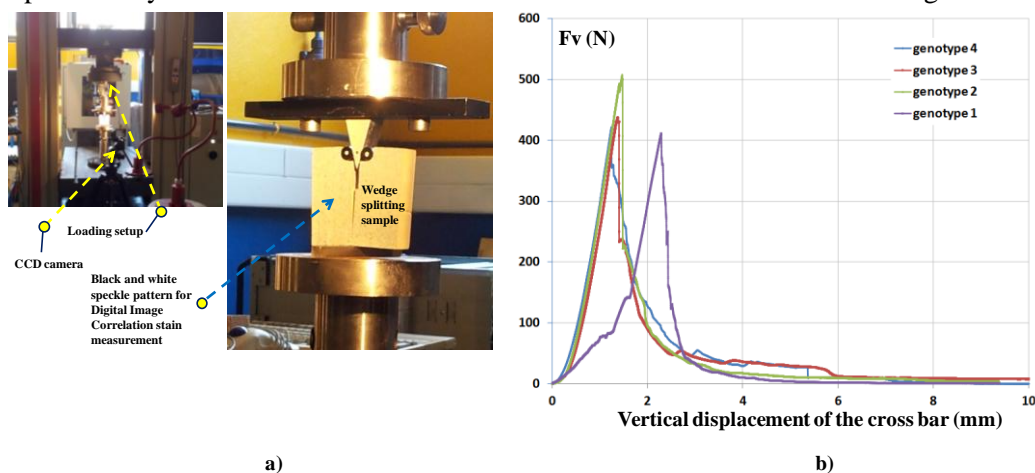 Loading setup
CCD camera
Black and white
speckle pattern for
Digital Image
Correlation stain
measurement
Wedge
splitting
sample
a)
600
500
400
300
200
100
0
Fv (N)
genotype 4
genotype 3
genotype 2
genotype 1
0 2 4 6 8 10
Vertical displacement of the cross bar (mm)
b)